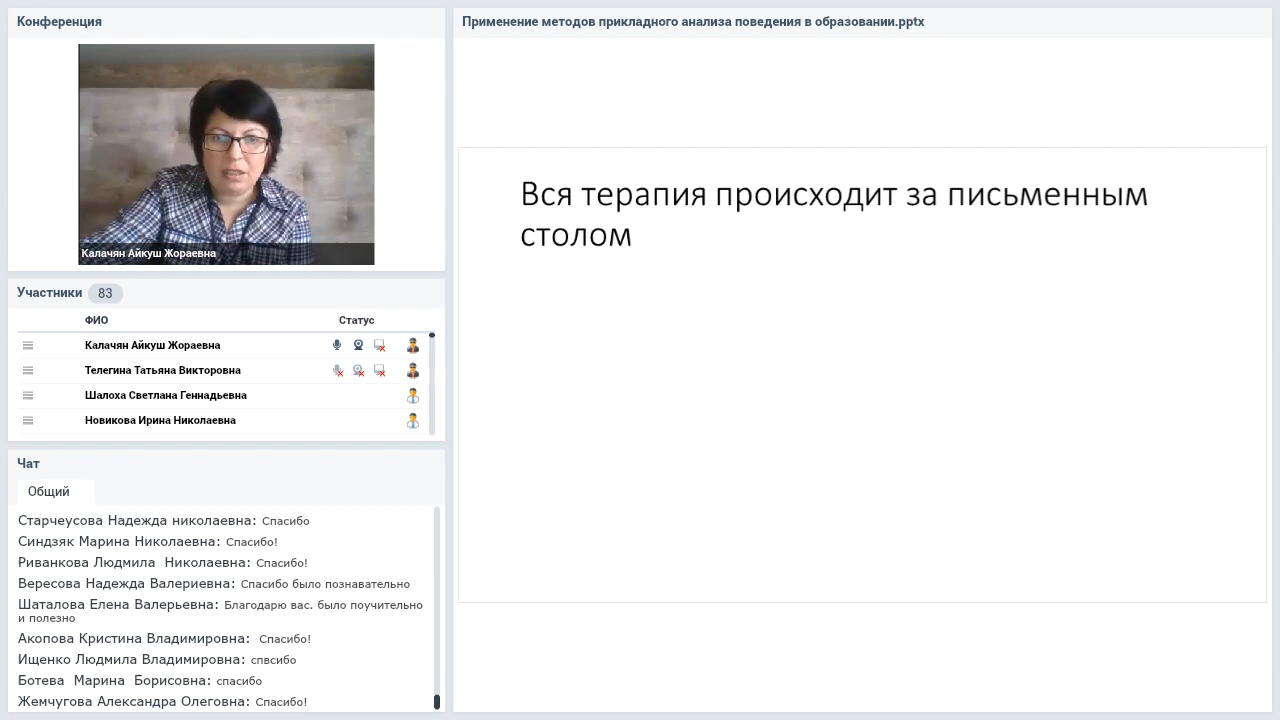 Конференция
Калачян Айкуш Жораевна
Участники 83
ФИО Статус
Калачян Айкуш Жораевна
Телегина Татьяна Викторовна
Шалоха Светлана Геннадьевна
Новикова Ирина Николаевна
Чат
Общий
Старчеусова Надежда николаевна: Спасибо
Синдзяк Марина Николаевна: Спасибо!
Риванкова Людмила  Николаевна: Спасибо!
Вересова Надежда Валериевна: Спасибо было познавательно
Шаталова Елена Валерьевна: Благодарю вас. было поучительно
и полезно
Акопова Кристина Владимировна:  Спасибо!
Ищенко Людмила Владимировна: спвсибо
Ботева  Марина  Борисовна: спасибо
Жемчугова Александра Олеговна: Спасибо!
Применение методов прикладного анализа поведения в образовании.pptx
Вся терапия происходит за письменным
столом